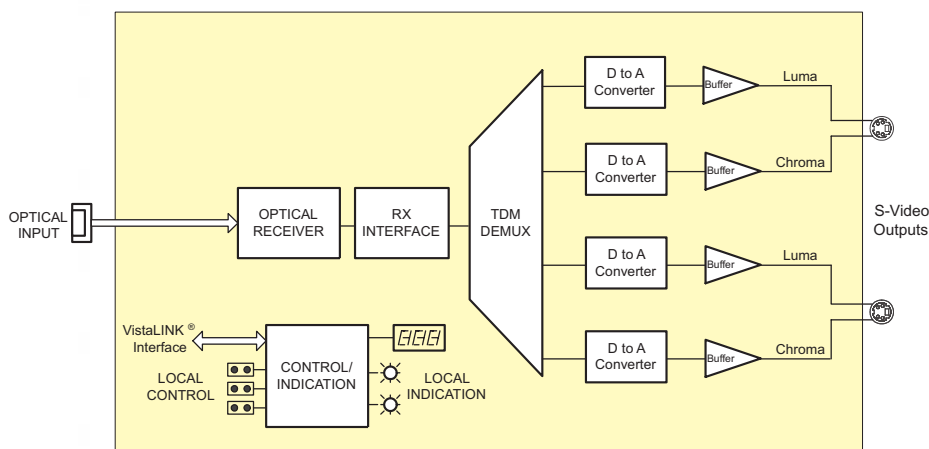 D to A
Converter
Buffer
Luma
D to A
Converter
Buffer
Chroma
OPTICAL
INPUT
OPTICAL
RECEIVER
RX
INTERFACE
TDM
DEMUX
S-Video
Outputs
D to A
Converter
Buffer
Luma
D to A
Converter
Buffer
Chroma
VistaLINK ®
Interface
LOCAL
CONTROL
CONTROL/
INDICATION
LOCAL
INDICATION